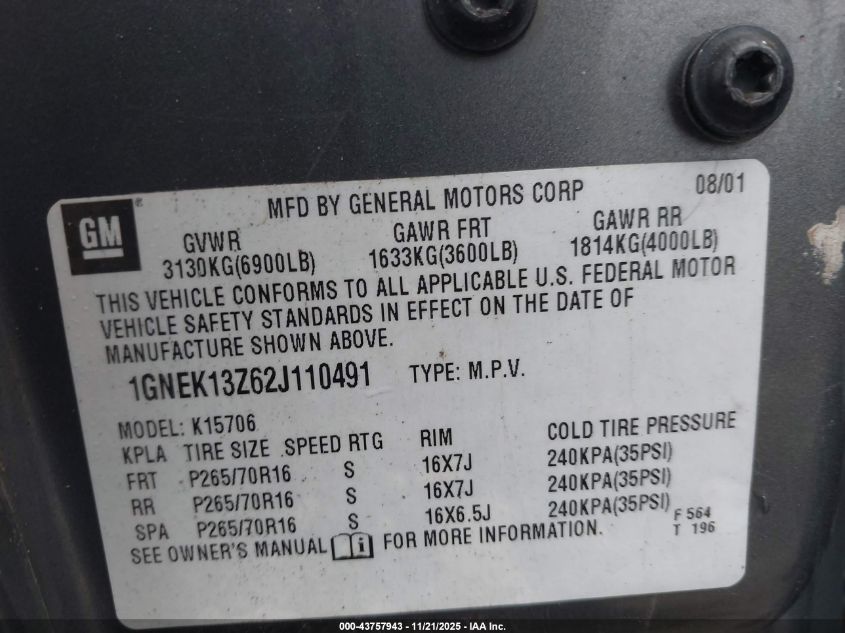 MFD BY GENERAL MOTORS CORP 08/01
GM
GVWR GAWR FRT GAWR RR
3130KG(6900LB) 1633KG(3600LB) 1814KG(4000LB)
THIS VEHICLE CONFORMS TO ALL APPLICABLE U.S. FEDERAL MOTOR
VEHICLE SAFETY STANDARDS IN EFFECT ON THE DATE OF
MANUFACTURE SHOWN ABOVE.
1GNEK13Z62J110491 TYPE: M.P.V.
MODEL: K15706
KPLA TIRE SIZE SPEED RTG RIM COLD TIRE PRESSURE
FRT P265/70R16 S 16X7J 240KPA(35PSI)
RR P265/70R16 S 16X7J 240KPA(35PSI)
SPA P265/70R16 S 16X6.5J 240KPA(35PSI)
SEE OWNER'S MANUAL FOR MORE INFORMATION.
F 564
T 196
000-43757943 - 11/21/2025 - IAA Inc.